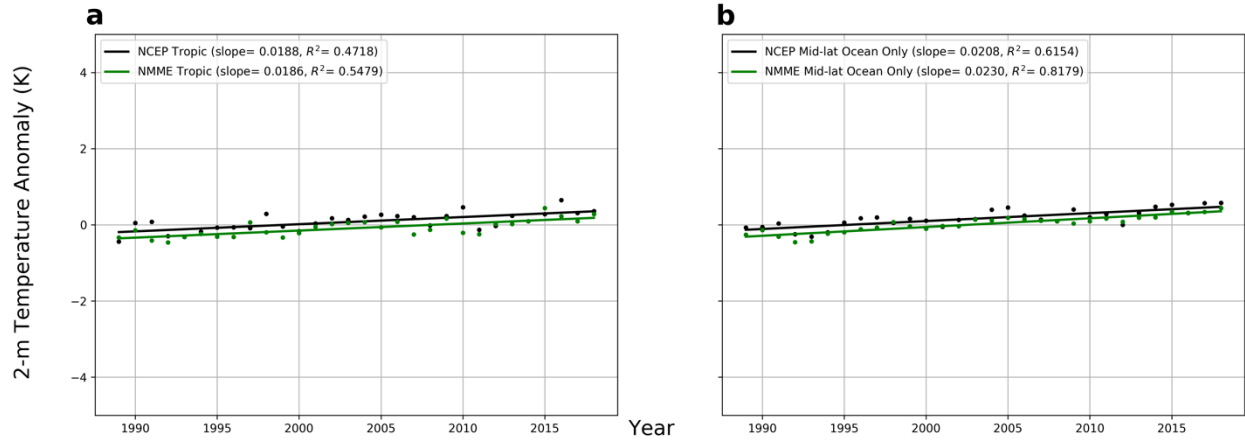 a
NCEP Tropic (slope= 0.0188, R²= 0.4718)
NMME Tropic (slope= 0.0186, R²= 0.5479)
4
2
0
−2
−4
1990 1995 2000 2005 2010 2015
2-m Temperature Anomaly (K)
Year
b
NCEP Mid-lat Ocean Only (slope= 0.0208, R²= 0.6154)
NMME Mid-lat Ocean Only (slope= 0.0230, R²= 0.8179)
1990 1995 2000 2005 2010 2015